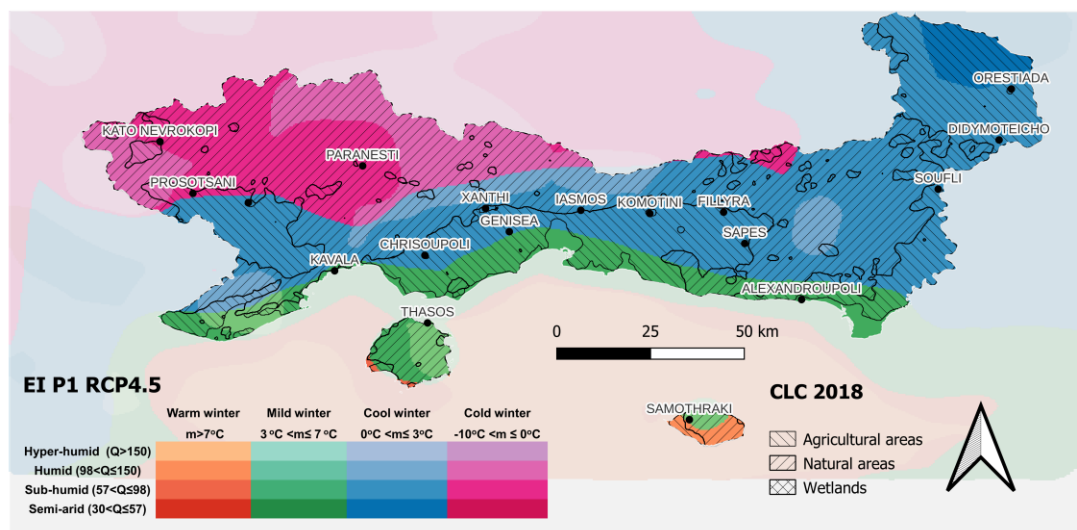 ORESTIADA
KATO NEVROKOPI
DIDYMOTEICHO
PARANESTI
PROSOTSANI
SOUFLI
XANTHI
IASMOS
KOMOTINI
FILLYRA
GENISEA
SAPES
CHRISOUPOLI
KAVALA
ALEXANDROUPOLI
THASOS
0 25 50 km
EI P1 RCP4.5
CLC 2018
SAMOTHRAKI
Warm winter Mild winter Cool winter Cold winter
m>7°C 3 °C <m≤ 7 °C 0°C <m≤ 3°C -10°C <m ≤ 0°C
Hyper-humid (Q>150)
Humid (98<Q≤150)
Sub-humid (57<Q≤98)
Semi-arid (30<Q≤57)
Agricultural areas
Natural areas
Wetlands